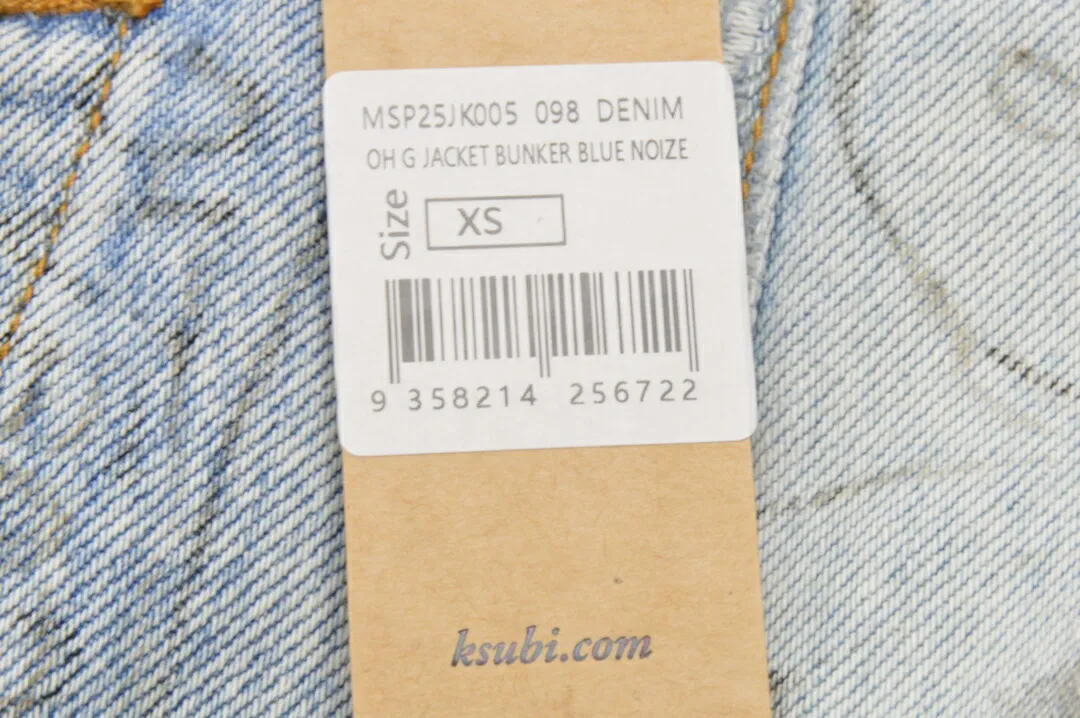 MSP25JK005 098 DENIM
OH G JACKET BUNKER BLUE NOIZE
Size
XS
9 358214 256722
ksubi.com